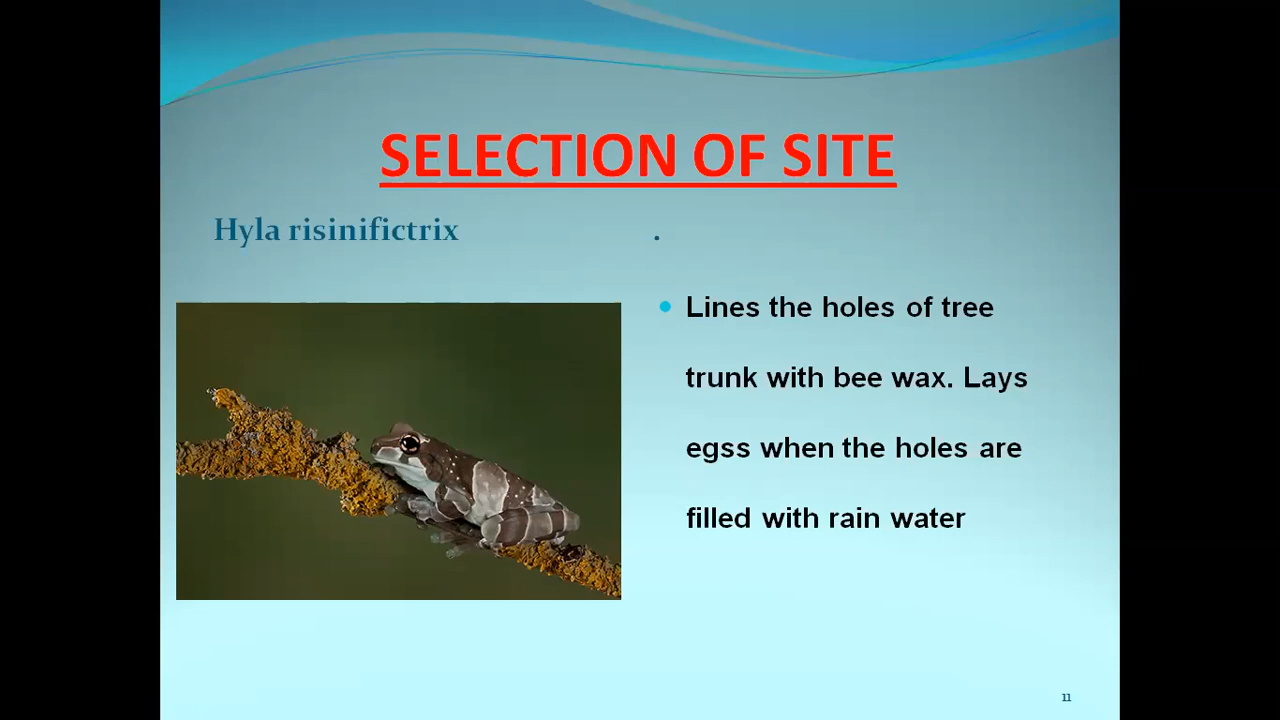 SELECTION OF SITE
Hyla risinifictrix
.
Lines the holes of tree
trunk with bee wax. Lays
egss when the holes are
filled with rain water
11